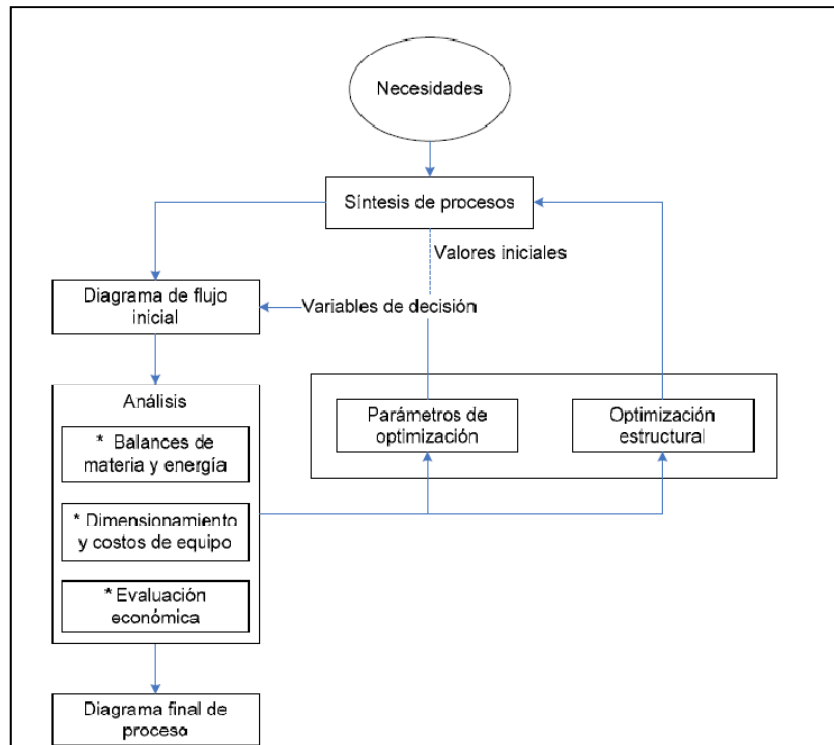 Necesidades
Síntesis de procesos
Valores iniciales
Diagrama de flujo
inicial
Variables de decisión
Análisis
* Balances de
materia y energía
* Dimensionamiento
y costos de equipo
* Evaluación
económica
Parámetros de
optimización
Optimización
estructural
Diagrama final de
proceso